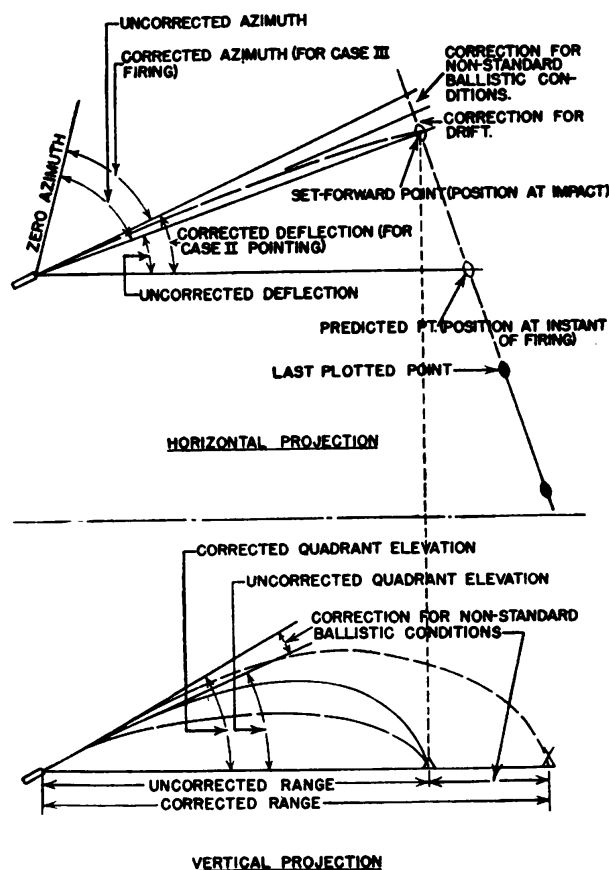 UNCORRECTED AZIMUTH
CORRECTED AZIMUTH (FOR CASE III
FIRING)
CORRECTION FOR
NON-STANDARD
BALLISTIC CON-
DITIONS.
CORRECTION FOR
DRIFT.
ZERO AZIMUTH
SET-FORWARD POINT (POSITION AT IMPACT)
CORRECTED DEFLECTION (FOR
CASE II POINTING)
UNCORRECTED DEFLECTION
PREDICTED PT. (POSITION AT INSTANT
OF FIRING)
LAST PLOTTED POINT
HORIZONTAL PROJECTION
CORRECTED QUADRANT ELEVATION
UNCORRECTED QUADRANT ELEVATION
CORRECTION FOR NON-STANDARD
BALLISTIC CONDITIONS
UNCORRECTED RANGE
CORRECTED RANGE
VERTICAL PROJECTION